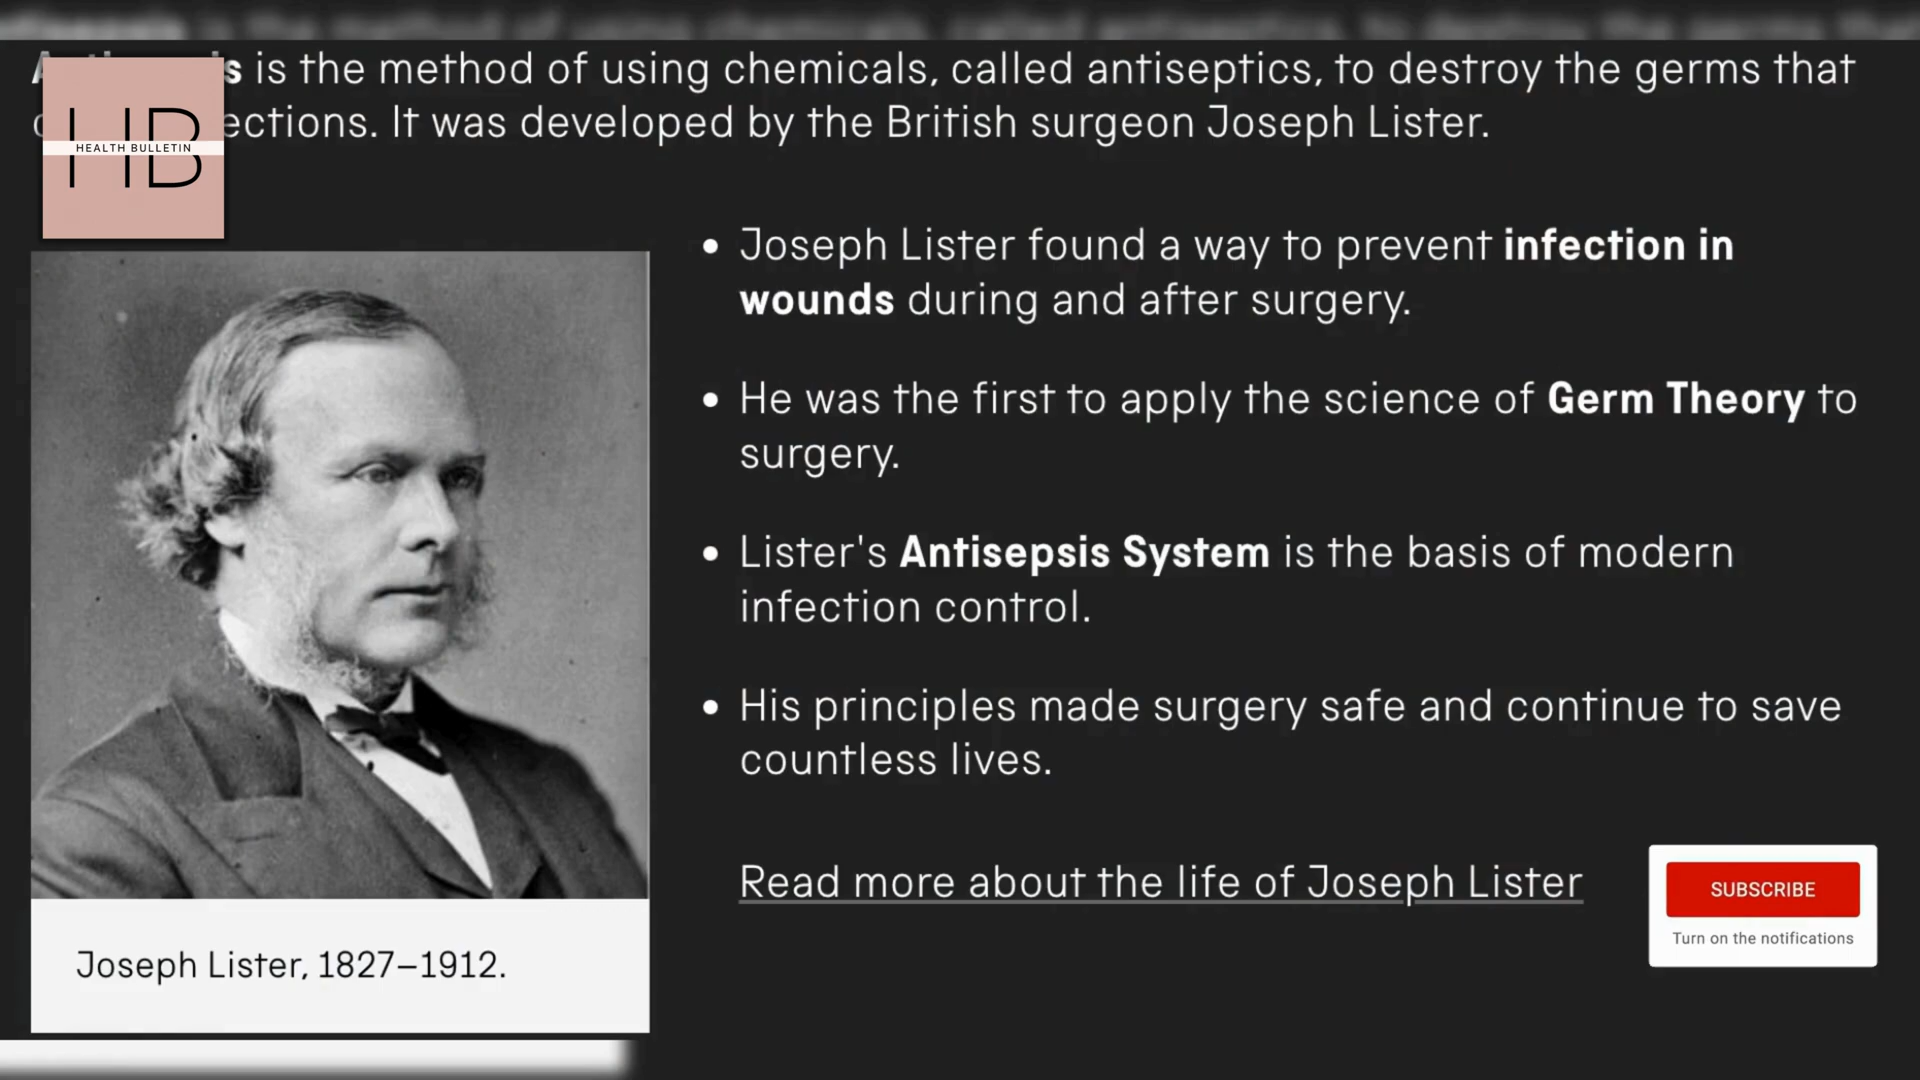 s is the method of using chemicals, called antiseptics, to destroy the germs that
ections. It was developed by the British surgeon Joseph Lister.
HB
HEALTH BULLETIN
• Joseph Lister found a way to prevent infection in
wounds during and after surgery.
• He was the first to apply the science of Germ Theory to
surgery.
• Lister's Antisepsis System is the basis of modern
infection control.
• His principles made surgery safe and continue to save
countless lives.
Read more about the life of Joseph Lister
SUBSCRIBE
Turn on the notifications
Joseph Lister, 1827–1912.